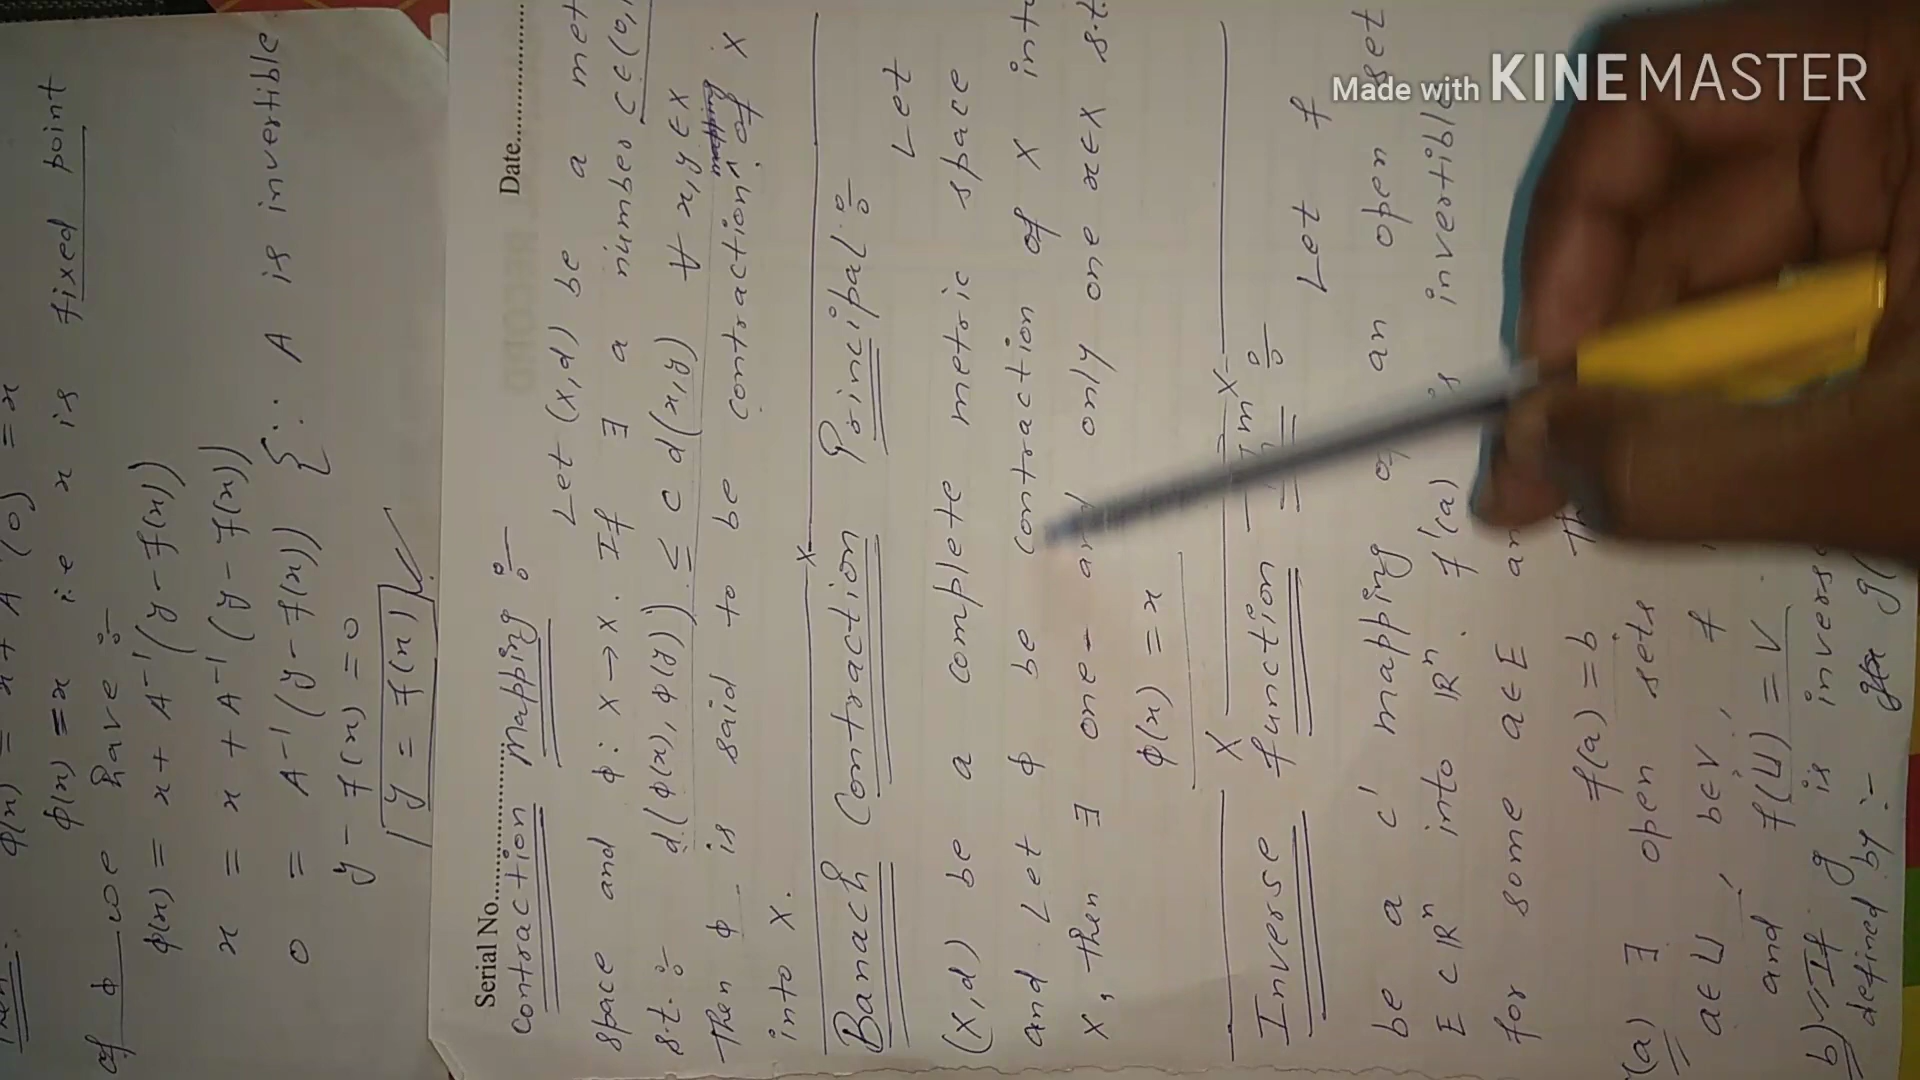 Made with KINEMASTER
φ(x) = x + A⁻¹(0) = x
φ(x) = x i.e x is fixed point
of φ we have :-
φ(x) = x + A⁻¹(y - f(x))
x = x + A⁻¹(y - f(x))
0 = A⁻¹(y - f(x)) {∵ A is invertible
y - f(x) = 0
y = f(x)
Serial No. Date
Contraction Mapping :-
Let (X,d) be a met
space and φ: X → X. If ∃ a number c ∈ (0,
s.t. :- d(φ(x), φ(y)) ≤ c d(x,y) ∀ x,y ∈ X
Then φ is said to be contraction of X
into X.
Banach Contraction Principal :-
Let
(X,d) be a complete metric space
and Let φ be contraction of X int
X, then ∃ one- and only one x∈X s.t.
φ(x) = x
Inverse function :-
Let f
be a c' mapping of an open set
E ⊂ ℝⁿ into ℝⁿ. f'(a) is invertible
for some a∈E an
f(a) = b
(a) ∃ open sets
a∈U, b∈V, f
and f(U) = V
b) If g is inverse
defined by :- g(